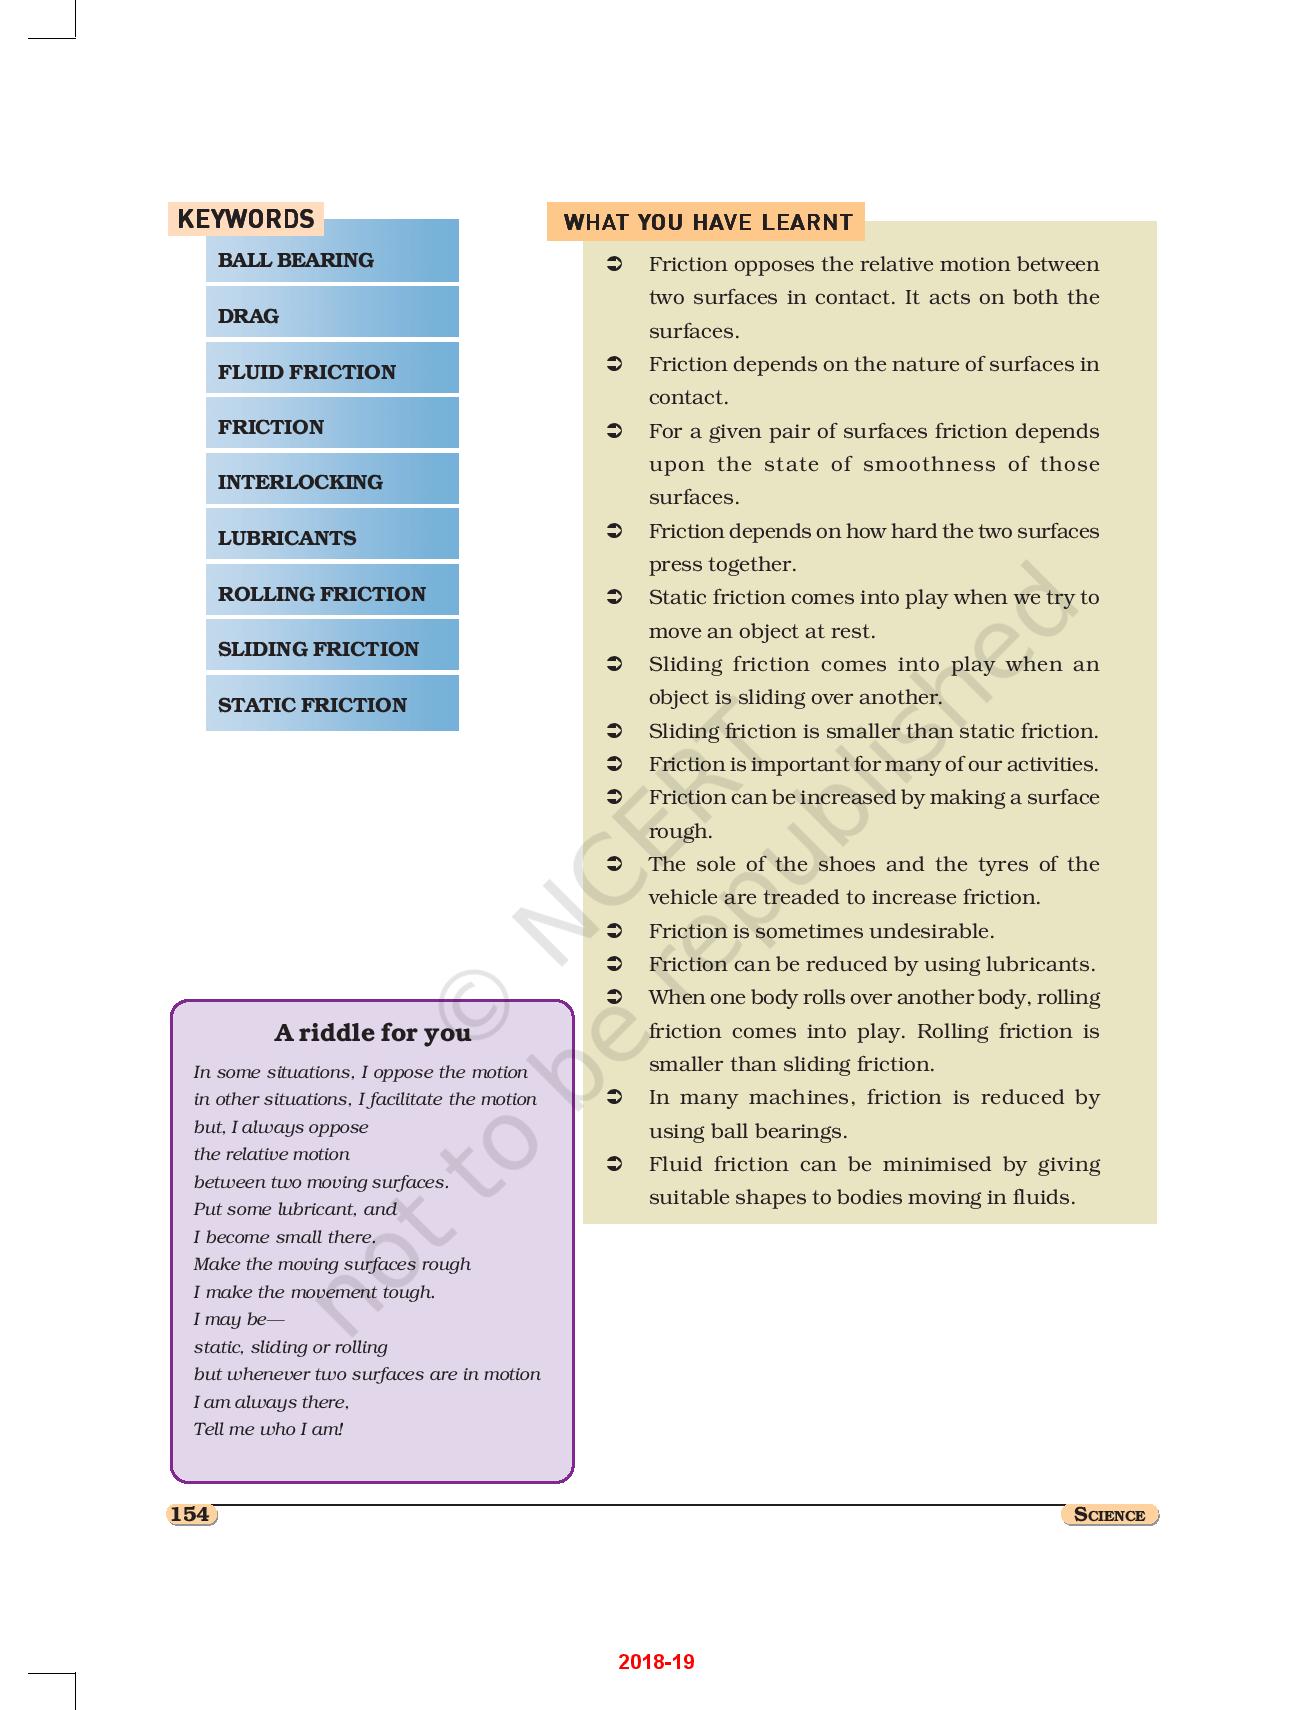 KEYWORDS
BALL BEARING
DRAG
FLUID FRICTION
FRICTION
INTERLOCKING
LUBRICANTS
ROLLING FRICTION
SLIDING FRICTION
STATIC FRICTION
WHAT YOU HAVE LEARNT
Friction opposes the relative motion between
two surfaces in contact. It acts on both the
surfaces.
Friction depends on the nature of surfaces in
contact.
For a given pair of surfaces friction depends
upon the state of smoothness of those
surfaces.
Friction depends on how hard the two surfaces
press together.
Static friction comes into play when we try to
move an object at rest.
Sliding friction comes into play when an
object is sliding over another.
Sliding friction is smaller than static friction.
Friction is important for many of our activities.
Friction can be increased by making a surface
rough.
The sole of the shoes and the tyres of the
vehicle are treaded to increase friction.
Friction is sometimes undesirable.
Friction can be reduced by using lubricants.
When one body rolls over another body, rolling
friction comes into play. Rolling friction is
smaller than sliding friction.
In many machines, friction is reduced by
using ball bearings.
Fluid friction can be minimised by giving
suitable shapes to bodies moving in fluids.
A riddle for you
In some situations, I oppose the motion
in other situations, I facilitate the motion
but, I always oppose
the relative motion
between two moving surfaces.
Put some lubricant, and
I become small there.
Make the moving surfaces rough
I make the movement tough.
I may be—
static, sliding or rolling
but whenever two surfaces are in motion
I am always there,
Tell me who I am!
© NCERT
not to be republished
154
SCIENCE
2018-19